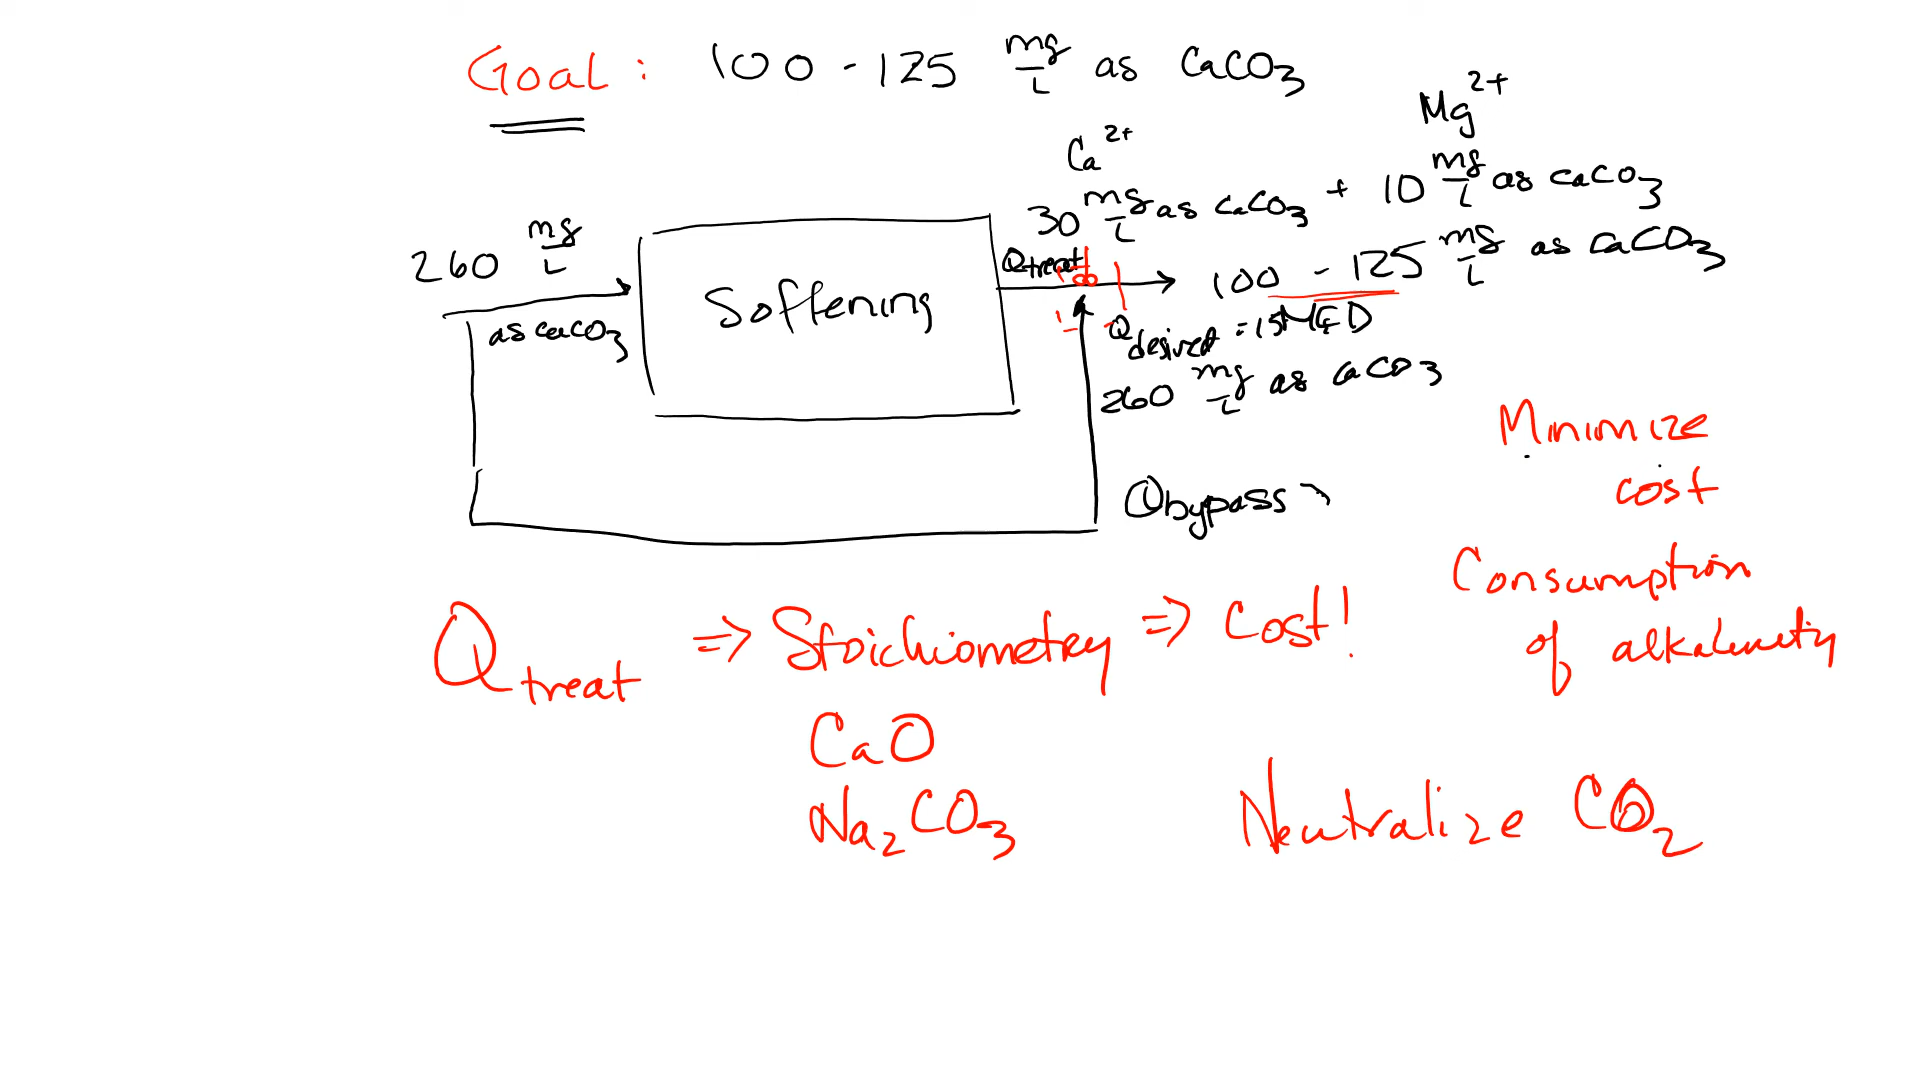 Goal: 100 - 125 mg/L as CaCO3
Ca2+
Mg2+
30 mg/L as CaCO3 + 10 mg/L as CaCO3
260 mg/L
as CaCO3
Softening
Qtreat
100 - 125 mg/L as CaCO3
Qdesired = 15 MGD
260 mg/L as CaCO3
Qbypass
Minimize
cost
Consumption
of alkalinity
Qtreat => Stoichiometry => Cost!
CaO
Na2CO3
Neutralize CO2